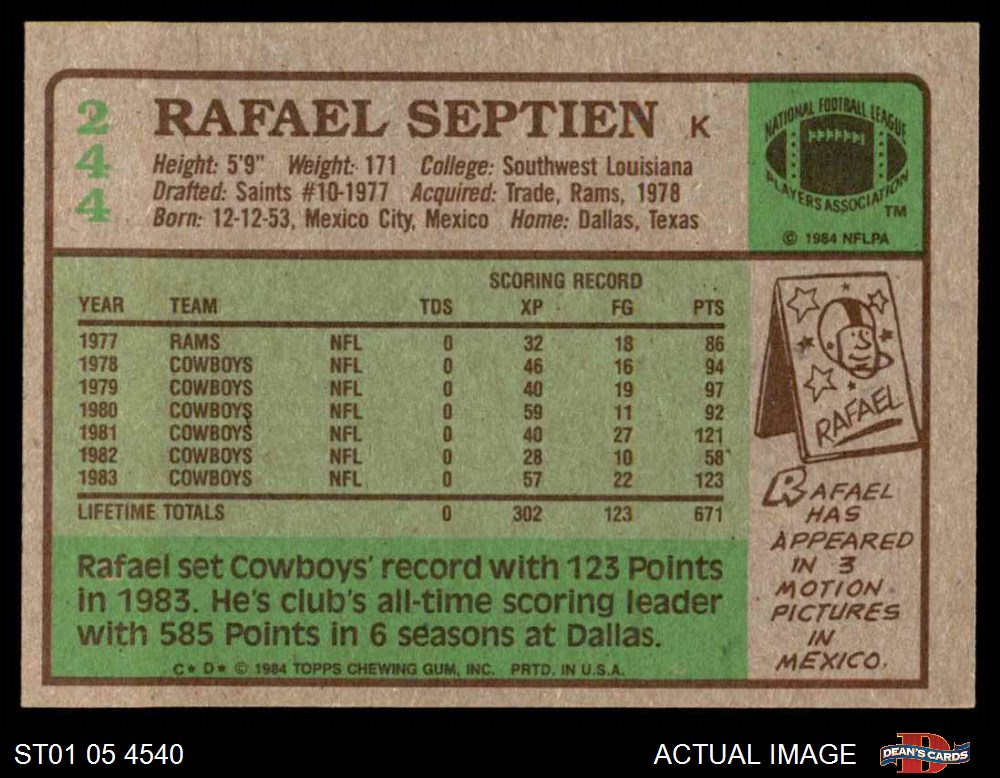 244
RAFAEL SEPTIEN K
Height: 5'9" Weight: 171 College: Southwest Louisiana
Drafted: Saints #10-1977 Acquired: Trade, Rams, 1978
Born: 12-12-53, Mexico City, Mexico Home: Dallas, Texas
NATIONAL FOOTBALL LEAGUE
PLAYERS ASSOCIATION
TM
© 1984 NFLPA
SCORING RECORD
YEAR TEAM TDS XP FG PTS
1977 RAMS NFL 0 32 18 86
1978 COWBOYS NFL 0 46 16 94
1979 COWBOYS NFL 0 40 19 97
1980 COWBOYS NFL 0 59 11 92
1981 COWBOYS NFL 0 40 27 121
1982 COWBOYS NFL 0 28 10 58
1983 COWBOYS NFL 0 57 22 123
LIFETIME TOTALS 0 302 123 671
Rafael set Cowboys' record with 123 Points
in 1983. He's club's all-time scoring leader
with 585 Points in 6 seasons at Dallas.
C* D* © 1984 TOPPS CHEWING GUM, INC. PRTD. IN U.S.A.
RAFAEL
RAFAEL
HAS
APPEARED
IN 3
MOTION
PICTURES
IN
MEXICO.
ST01 05 4540
ACTUAL IMAGE
D
DEAN'S CARDS